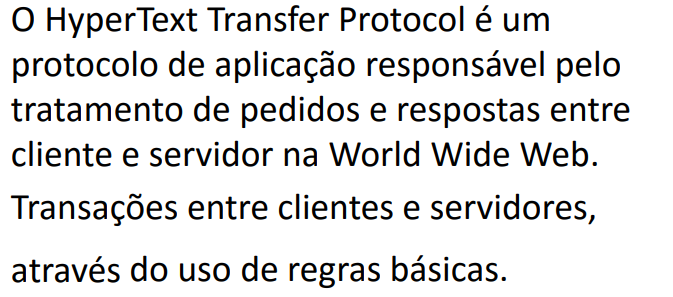 O HyperText Transfer Protocol é um
protocolo de aplicação responsável pelo
tratamento de pedidos e respostas entre
cliente e servidor na World Wide Web.
Transações entre clientes e servidores,
através do uso de regras básicas.